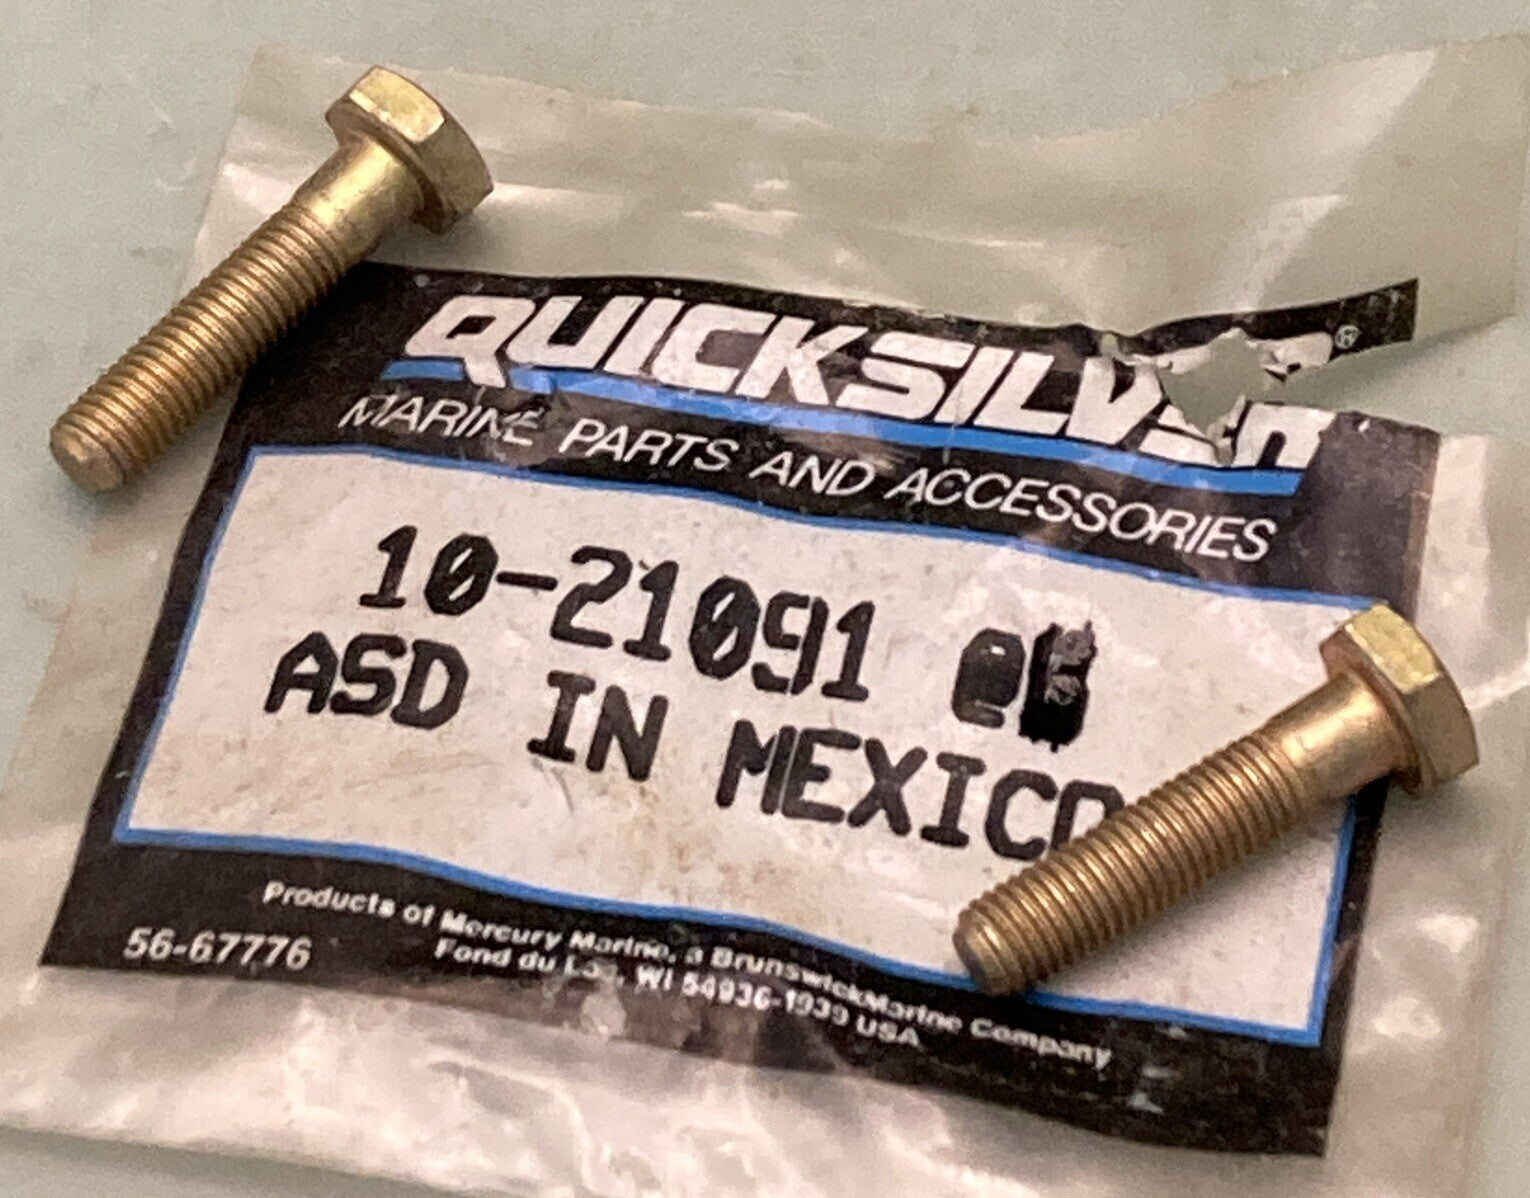 QUICKSILVER®
MARINE PARTS AND ACCESSORIES
10-21091 @
ASD IN MEXICO
Products of Mercury Marine, a Brunswick Marine Company
56-67776
Fond du Lac, WI 54936-1939 USA